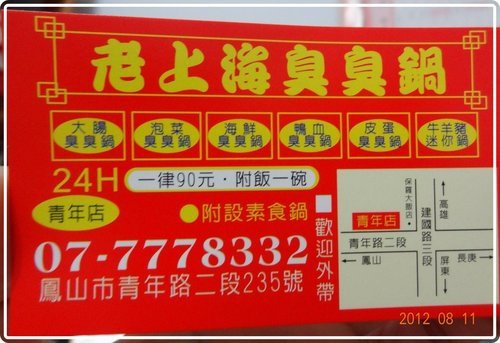 老上海臭臭鍋
大腸臭臭鍋
泡菜臭臭鍋
海鮮臭臭鍋
鴨血臭臭鍋
皮蛋臭臭鍋
牛羊豬迷你鍋
24H 一律90元·附飯一碗
青年店 ●附設素食鍋
07-7778332
鳳山市青年路二段235號
歡迎外帶
保羅大飯店
高雄
建國路三段
青年店
青年路二段
鳳山
屏東
長庚
2012 08 11